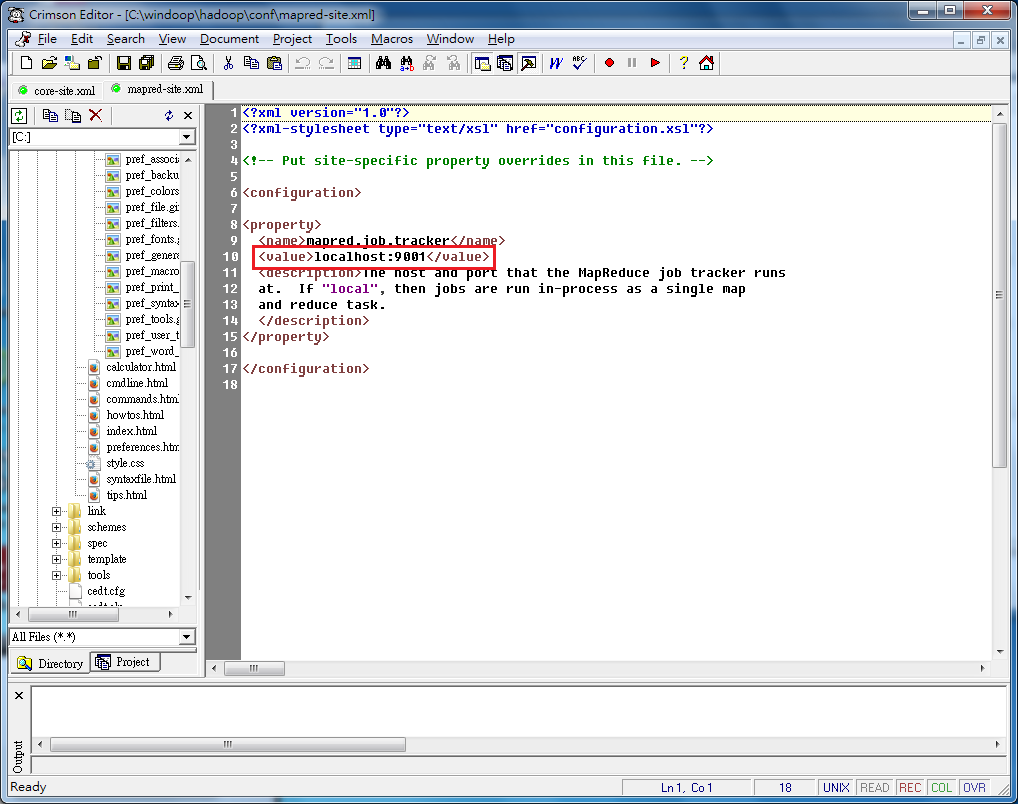 Crimson Editor - [C:\windoop\hadoop\conf\mapred-site.xml]
File Edit Search View Document Project Tools Macros Window Help
core-site.xml mapred-site.xml
[C:]
pref_associa
pref_backu
pref_colors
pref_file.gi
pref_filters.
pref_fonts.g
pref_genera
pref_macro
pref_print_
pref_syntax
pref_tools.g
pref_user_t
pref_word_
calculator.html
cmdline.html
commands.html
howtos.html
index.html
preferences.htm
style.css
syntaxfile.html
tips.html
link
schemes
spec
template
tools
cedt.cfg
All Files (*.*)
Directory Project
1 <?xml version="1.0"?>
2 <?xml-stylesheet type="text/xsl" href="configuration.xsl"?>
3
4 <!-- Put site-specific property overrides in this file. -->
5
6 <configuration>
7
8 <property>
9 <name>mapred.job.tracker</name>
10 <value>localhost:9001</value>
11 <description>The host and port that the MapReduce job tracker runs
12 at. If "local", then jobs are run in-process as a single map
13 and reduce task.
14 </description>
15 </property>
16
17 </configuration>
18
Output
Ready Ln 1, Co 1 18 UNIX READ REC COL OVR